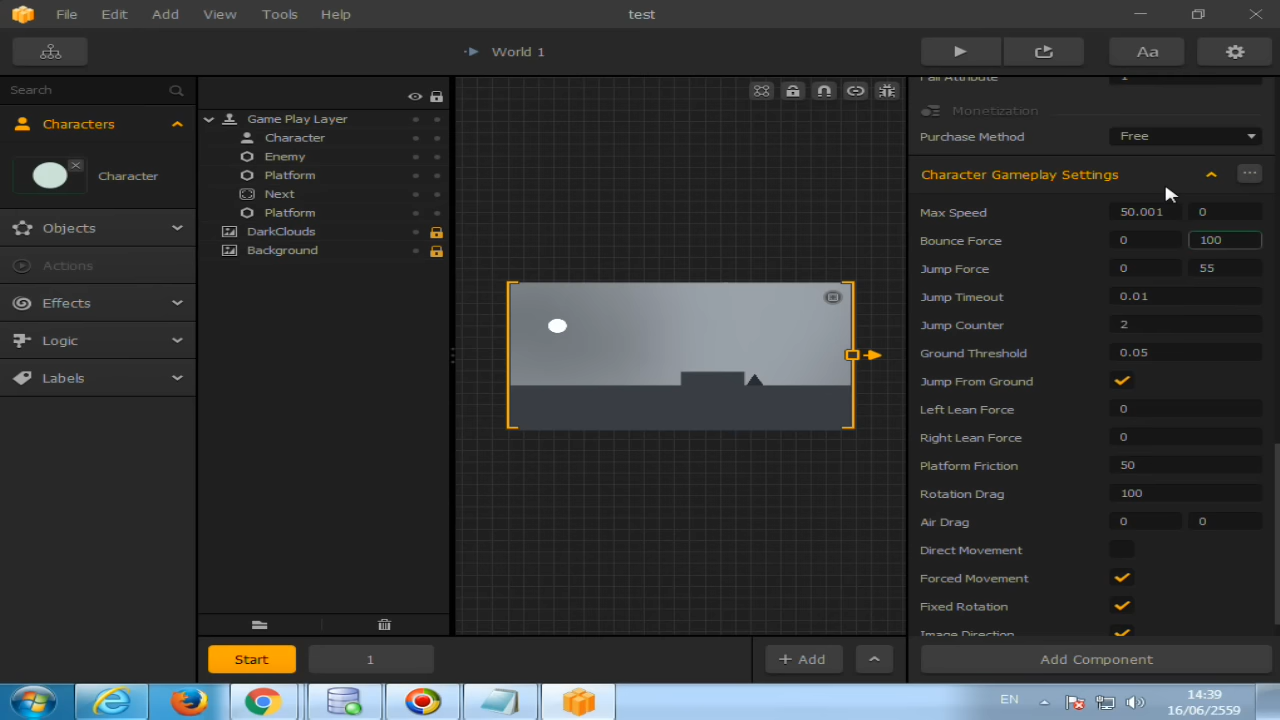 File Edit Add View Tools Help
test
World 1
Aa
Search
Characters
Character
Objects
Actions
Effects
Logic
Labels
Game Play Layer
Character
Enemy
Platform
Next
Platform
DarkClouds
Background
Fall Attribute 1
Monetization
Purchase Method Free
Character Gameplay Settings
Max Speed 50.001 0
Bounce Force 0 100
Jump Force 0 55
Jump Timeout 0.01
Jump Counter 2
Ground Threshold 0.05
Jump From Ground
Left Lean Force 0
Right Lean Force 0
Platform Friction 50
Rotation Drag 100
Air Drag 0 0
Direct Movement
Forced Movement
Fixed Rotation
Image Direction
Start 1
+ Add
Add Component
EN
14:39
16/06/2559